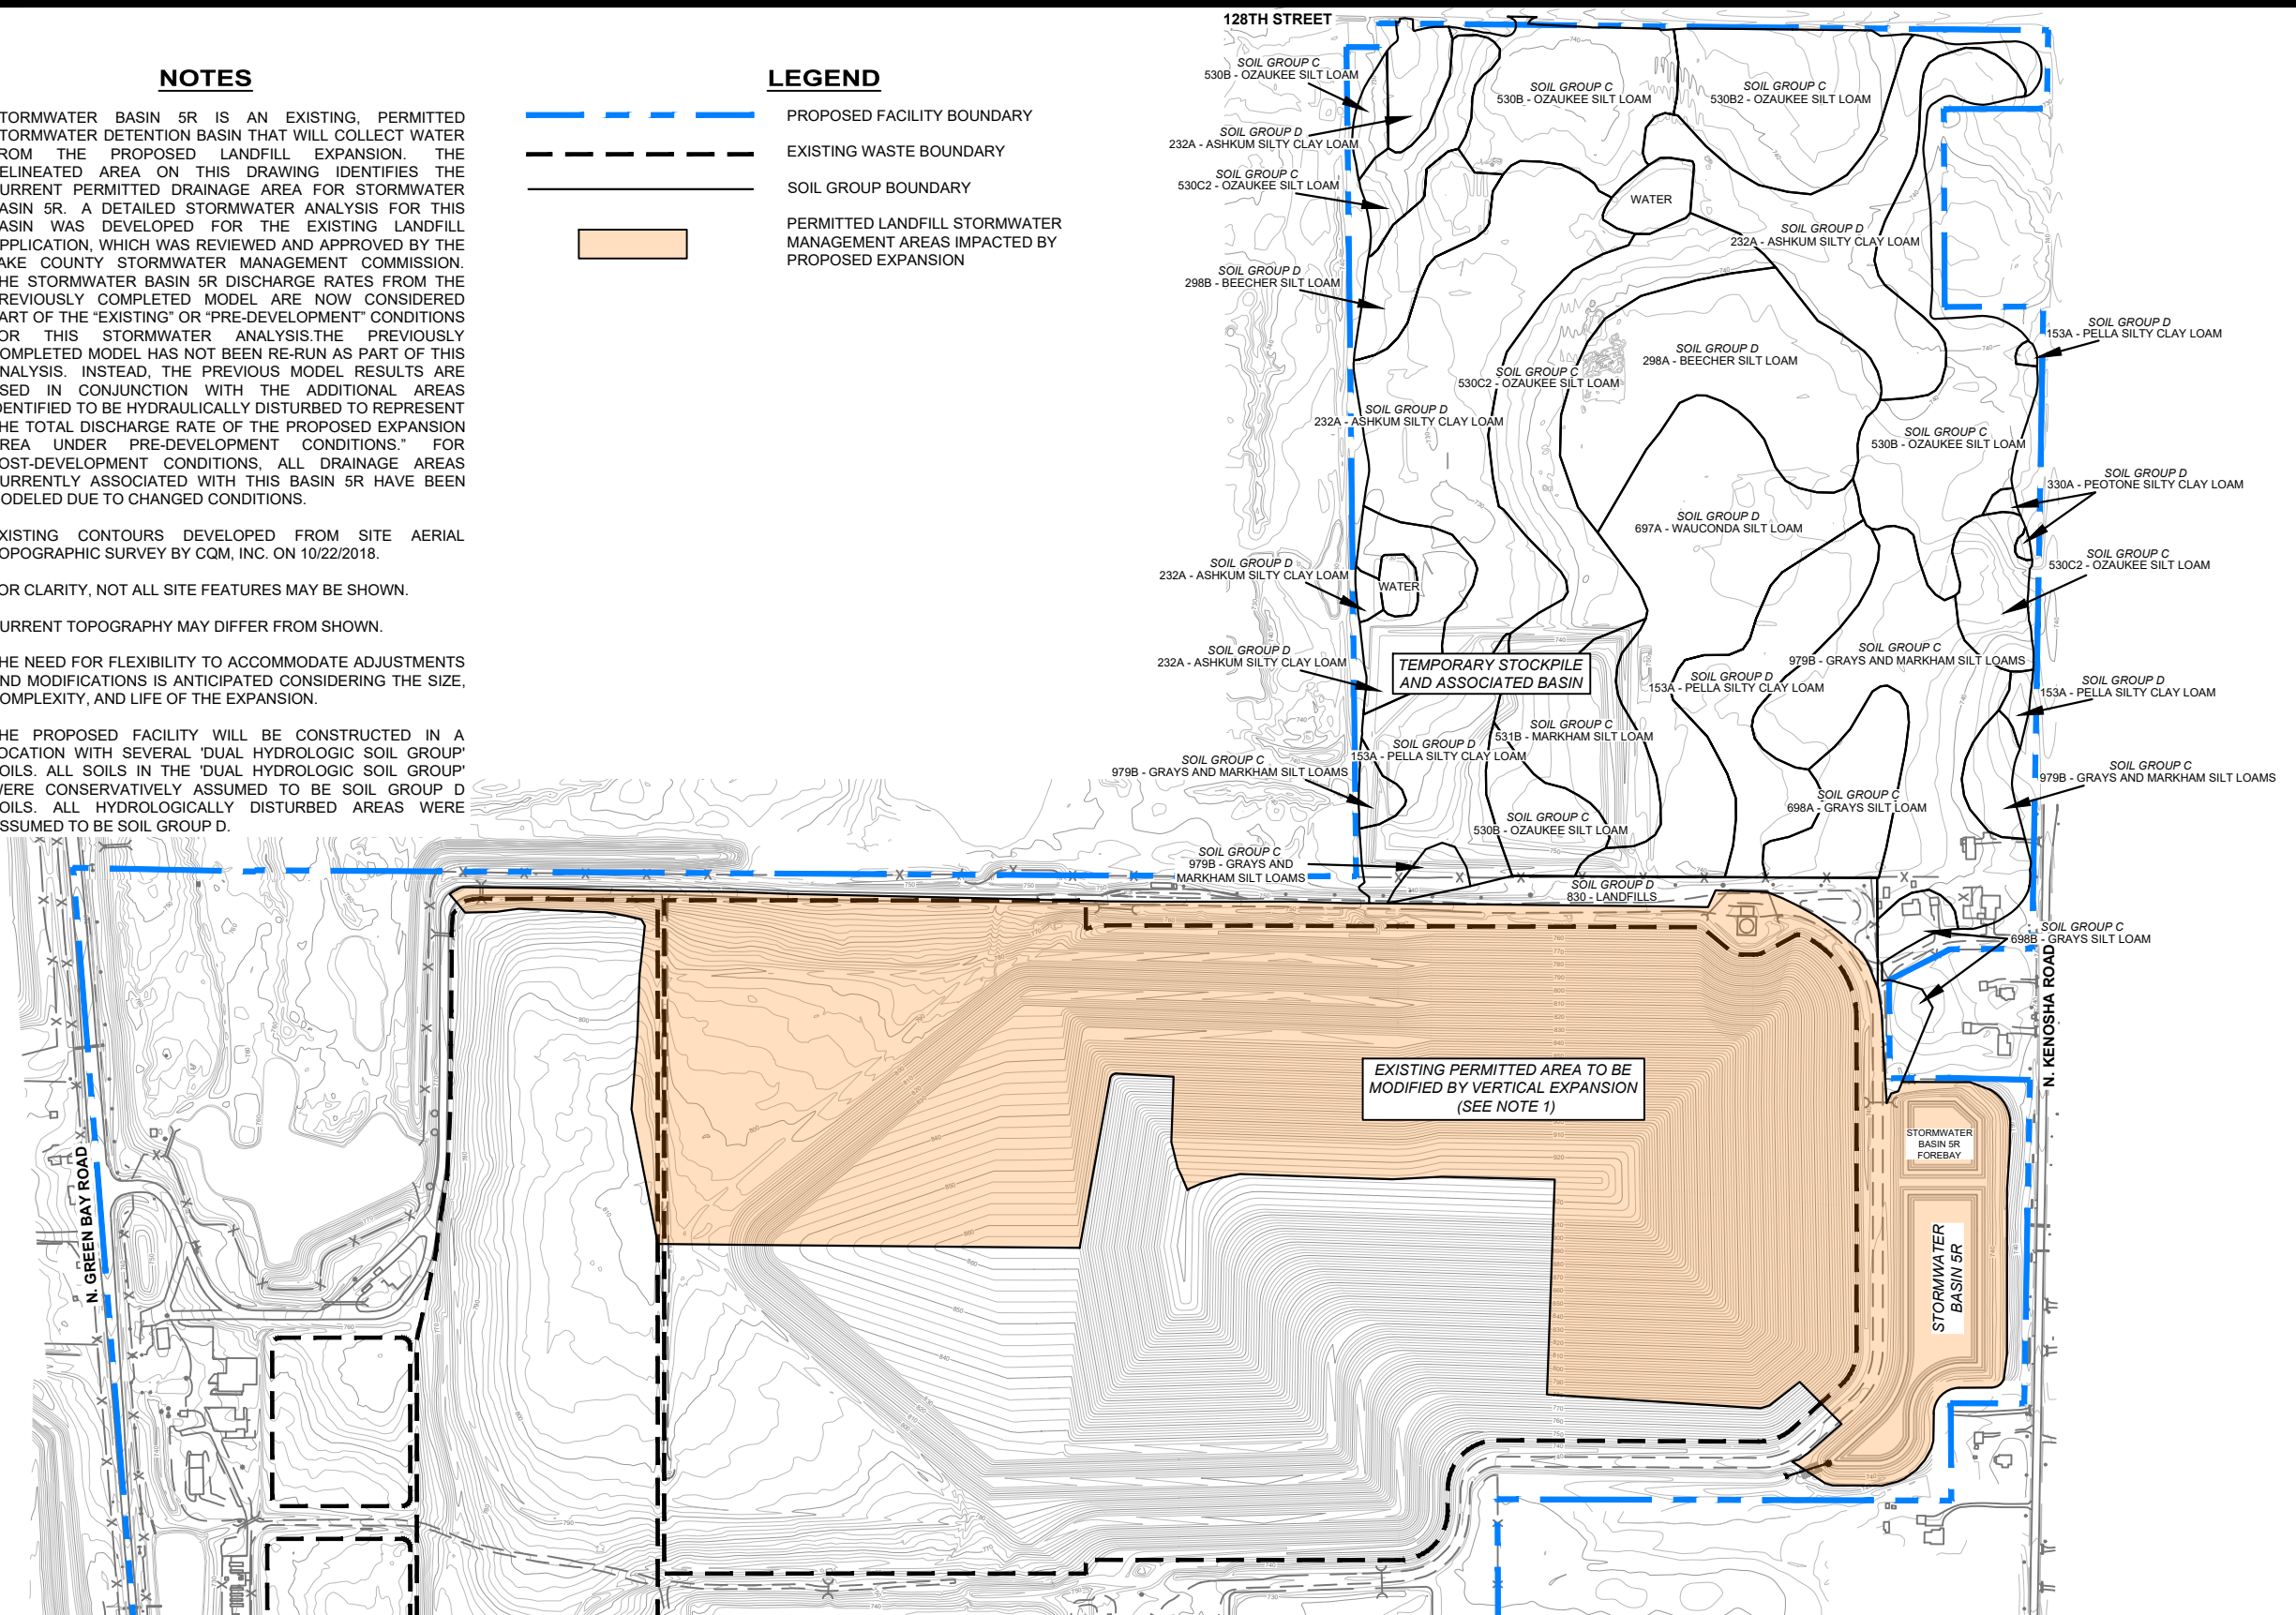 NOTES
TORMWATER BASIN 5R IS AN EXISTING, PERMITTED
TORMWATER DETENTION BASIN THAT WILL COLLECT WATER
ROM THE PROPOSED LANDFILL EXPANSION. THE
ELINEATED AREA ON THIS DRAWING IDENTIFIES THE
URRENT PERMITTED DRAINAGE AREA FOR STORMWATER
ASIN 5R. A DETAILED STORMWATER ANALYSIS FOR THIS
ASIN WAS DEVELOPED FOR THE EXISTING LANDFILL
PPLICATION, WHICH WAS REVIEWED AND APPROVED BY THE
AKE COUNTY STORMWATER MANAGEMENT COMMISSION.
HE STORMWATER BASIN 5R DISCHARGE RATES FROM THE
REVIOUSLY COMPLETED MODEL ARE NOW CONSIDERED
ART OF THE “EXISTING” OR “PRE-DEVELOPMENT” CONDITIONS
OR THIS STORMWATER ANALYSIS.THE PREVIOUSLY
OMPLETED MODEL HAS NOT BEEN RE-RUN AS PART OF THIS
NALYSIS. INSTEAD, THE PREVIOUS MODEL RESULTS ARE
SED IN CONJUNCTION WITH THE ADDITIONAL AREAS
DENTIFIED TO BE HYDRAULICALLY DISTURBED TO REPRESENT
HE TOTAL DISCHARGE RATE OF THE PROPOSED EXPANSION
REA UNDER PRE-DEVELOPMENT CONDITIONS.” FOR
OST-DEVELOPMENT CONDITIONS, ALL DRAINAGE AREAS
URRENTLY ASSOCIATED WITH THIS BASIN 5R HAVE BEEN
ODELED DUE TO CHANGED CONDITIONS.
XISTING CONTOURS DEVELOPED FROM SITE AERIAL
OPOGRAPHIC SURVEY BY CQM, INC. ON 10/22/2018.
OR CLARITY, NOT ALL SITE FEATURES MAY BE SHOWN.
URRENT TOPOGRAPHY MAY DIFFER FROM SHOWN.
HE NEED FOR FLEXIBILITY TO ACCOMMODATE ADJUSTMENTS
ND MODIFICATIONS IS ANTICIPATED CONSIDERING THE SIZE,
OMPLEXITY, AND LIFE OF THE EXPANSION.
HE PROPOSED FACILITY WILL BE CONSTRUCTED IN A
OCATION WITH SEVERAL 'DUAL HYDROLOGIC SOIL GROUP'
OILS. ALL SOILS IN THE 'DUAL HYDROLOGIC SOIL GROUP'
WERE CONSERVATIVELY ASSUMED TO BE SOIL GROUP D
OILS. ALL HYDROLOGICALLY DISTURBED AREAS WERE
SSUMED TO BE SOIL GROUP D.
LEGEND
PROPOSED FACILITY BOUNDARY
EXISTING WASTE BOUNDARY
SOIL GROUP BOUNDARY
PERMITTED LANDFILL STORMWATER
MANAGEMENT AREAS IMPACTED BY
PROPOSED EXPANSION
128TH STREET
SOIL GROUP C
530B - OZAUKEE SILT LOAM
SOIL GROUP D
232A - ASHKUM SILTY CLAY LOAM
SOIL GROUP C
530C2 - OZAUKEE SILT LOAM
SOIL GROUP D
298B - BEECHER SILT LOAM
SOIL GROUP C
530B - OZAUKEE SILT LOAM
SOIL GROUP C
530B2 - OZAUKEE SILT LOAM
WATER
SOIL GROUP D
232A - ASHKUM SILTY CLAY LOAM
SOIL GROUP D
153A - PELLA SILTY CLAY LOAM
SOIL GROUP D
298A - BEECHER SILT LOAM
SOIL GROUP C
530C2 - OZAUKEE SILT LOAM
SOIL GROUP D
232A - ASHKUM SILTY CLAY LOAM
SOIL GROUP C
530B - OZAUKEE SILT LOAM
SOIL GROUP D
330A - PEOTONE SILTY CLAY LOAM
SOIL GROUP D
697A - WAUCONDA SILT LOAM
SOIL GROUP C
530C2 - OZAUKEE SILT LOAM
SOIL GROUP D
232A - ASHKUM SILTY CLAY LOAM
WATER
SOIL GROUP D
232A - ASHKUM SILTY CLAY LOAM
TEMPORARY STOCKPILE
AND ASSOCIATED BASIN
SOIL GROUP C
979B - GRAYS AND MARKHAM SILT LOAMS
SOIL GROUP D
153A - PELLA SILTY CLAY LOAM
SOIL GROUP D
153A - PELLA SILTY CLAY LOAM
SOIL GROUP C
531B - MARKHAM SILT LOAM
SOIL GROUP D
153A - PELLA SILTY CLAY LOAM
SOIL GROUP C
979B - GRAYS AND MARKHAM SILT LOAMS
SOIL GROUP C
979B - GRAYS AND MARKHAM SILT LOAMS
SOIL GROUP C
698A - GRAYS SILT LOAM
SOIL GROUP C
530B - OZAUKEE SILT LOAM
SOIL GROUP C
979B - GRAYS AND
MARKHAM SILT LOAMS
SOIL GROUP D
830 - LANDFILLS
SOIL GROUP C
698B - GRAYS SILT LOAM
N. KENOSHA ROAD
EXISTING PERMITTED AREA TO BE
MODIFIED BY VERTICAL EXPANSION
(SEE NOTE 1)
STORMWATER
BASIN 5R
FOREBAY
STORMWATER
BASIN 5R
N. GREEN BAY ROAD